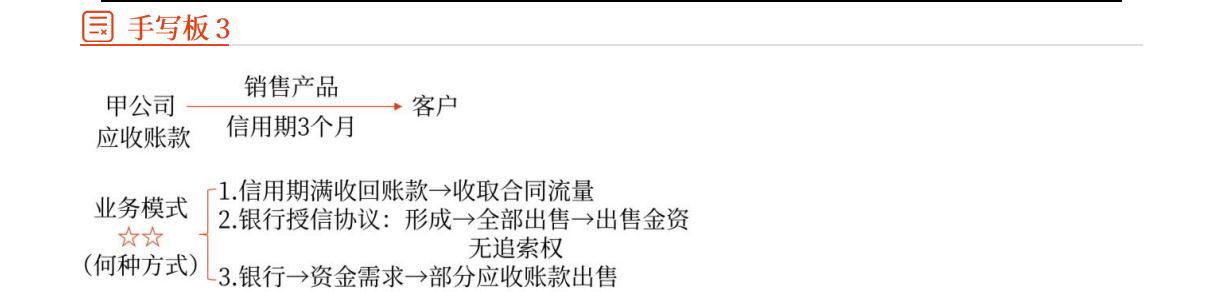 手写板 3
销售产品
甲公司 客户
信用期3个月
应收账款
1.信用期满收回账款→收取合同流量
业务模式
2.银行授信协议：形成→全部出售→出售金资
☆☆
无追索权
（何种方式）
3.银行→资金需求→部分应收账款出售